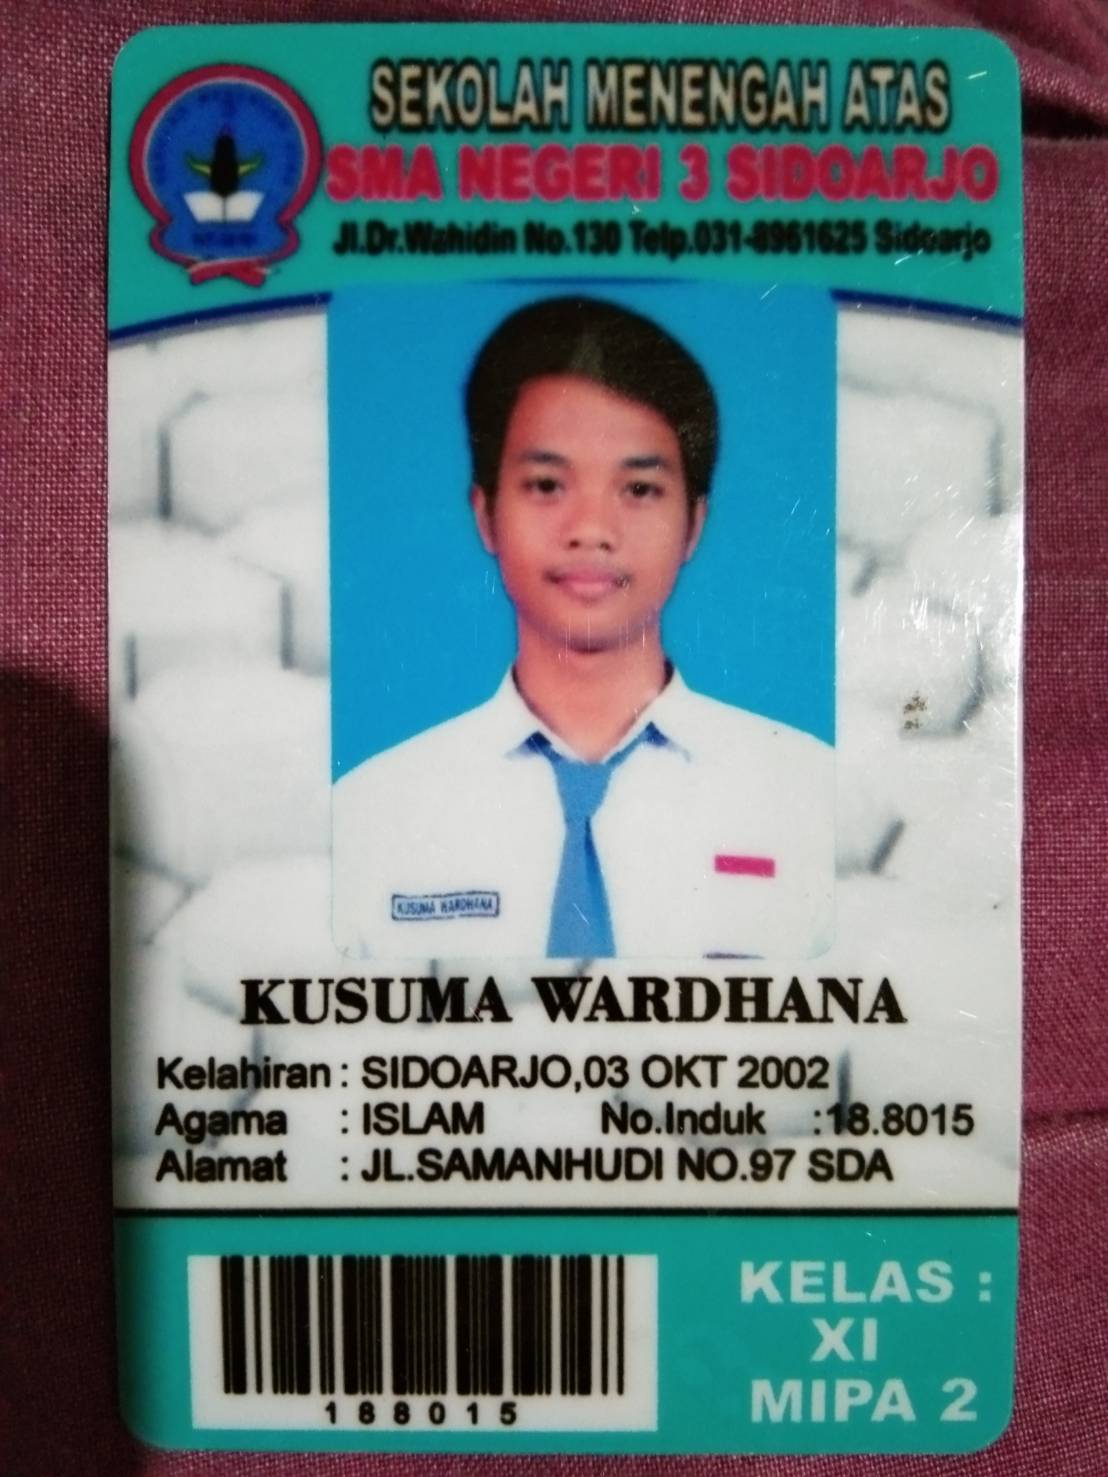 SEKOLAH MENENGAH ATAS
SMA NEGERI 3 SIDOARJO
Jl.Dr.Wahidin No.130 Telp.031-8961625 Sidoarjo
KUSUMA WARDHANA
KUSUMA WARDHANA
Kelahiran : SIDOARJO,03 OKT 2002
Agama : ISLAM No.Induk :18.8015
Alamat : JL.SAMANHUDI NO.97 SDA
188015
KELAS :
XI
MIPA 2